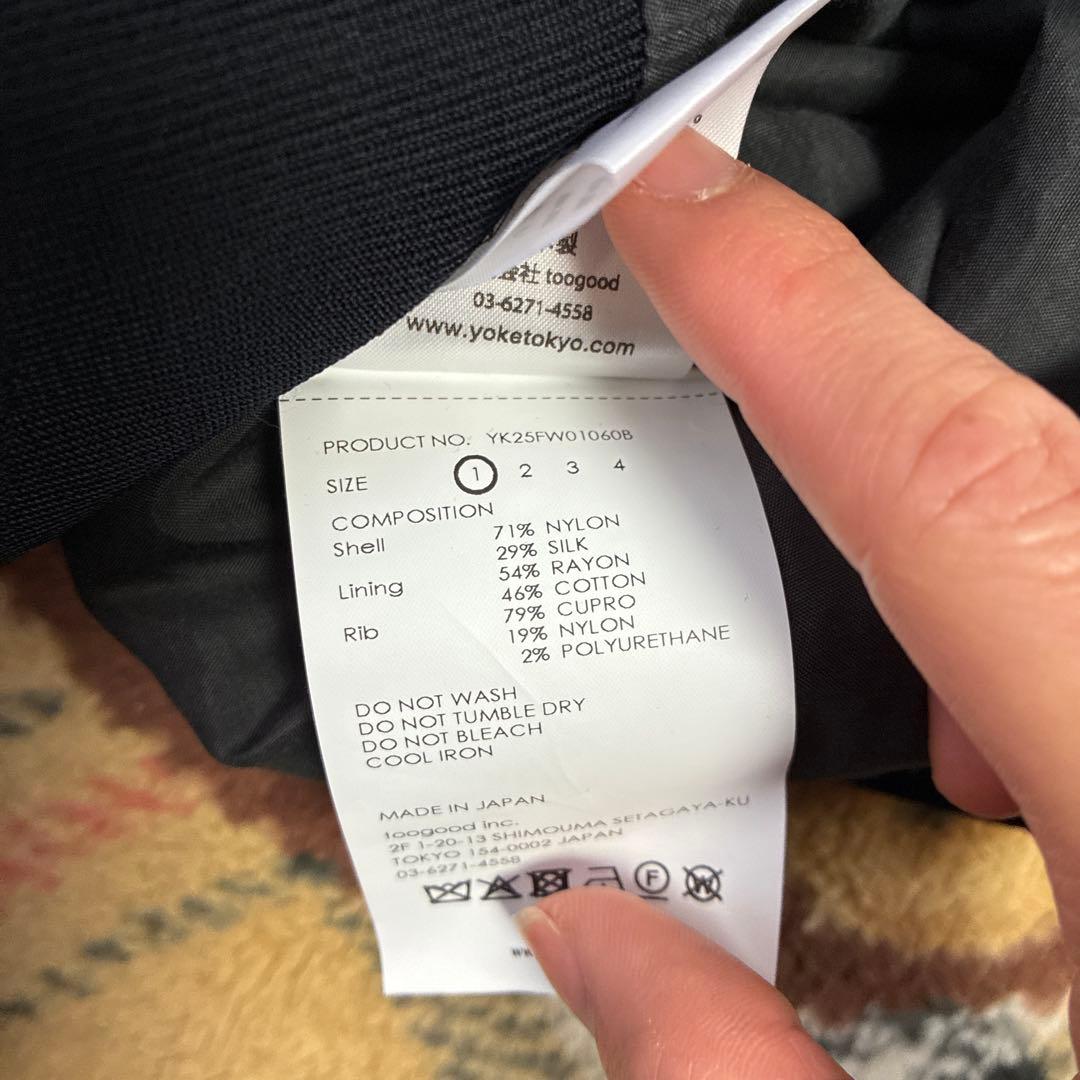 製
会社 toogood
03-6271-4558
www.yoketokyo.com
PRODUCT NO. YK25FW01060B
SIZE 1 2 3 4
COMPOSITION
Shell 71% NYLON
29% SILK
Lining 54% RAYON
46% COTTON
Rib 79% CUPRO
19% NYLON
2% POLYURETHANE
DO NOT WASH
DO NOT TUMBLE DRY
DO NOT BLEACH
COOL IRON
MADE IN JAPAN
toogood inc.
2F 1-20-13 SHIMOUMA SETAGAYA-KU
TOKYO 154-0002 JAPAN
03-6271-4558
F W